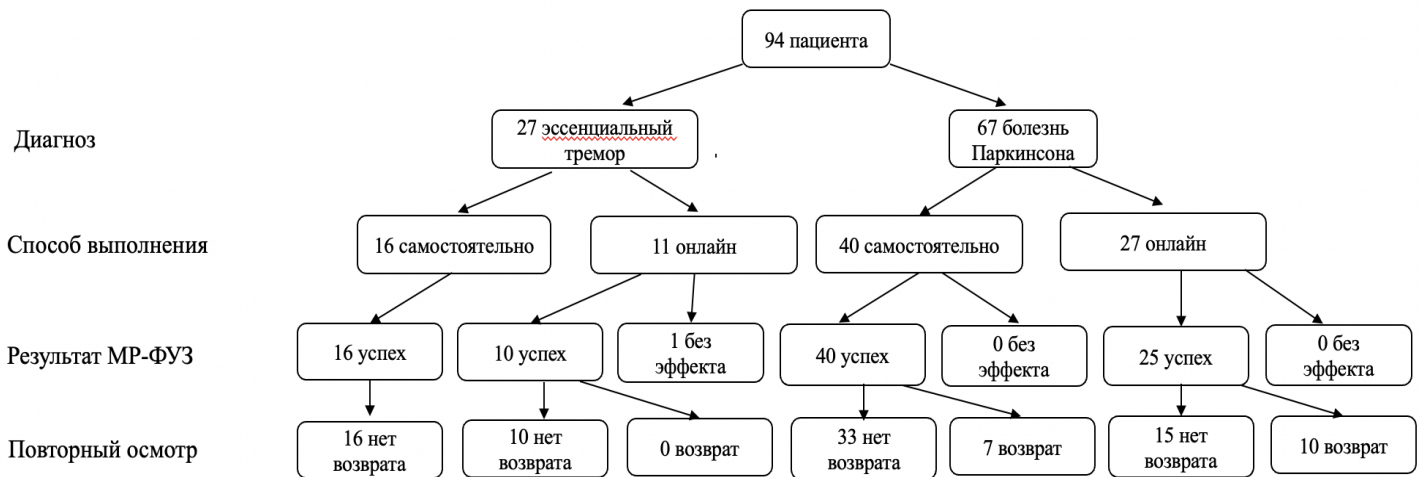 94 пациента
Диагноз
27 эссенциальный
тремор
67 болезнь
Паркинсона
Способ выполнения
16 самостоятельно
11 онлайн
40 самостоятельно
27 онлайн
Результат МР-ФУЗ
16 успех
10 успех
1 без
эффекта
40 успех
0 без
эффекта
25 успех
0 без
эффекта
Повторный осмотр
16 нет
возврата
10 нет
возврата
0 возврат
33 нет
возврата
7 возврат
15 нет
возврата
10 возврат